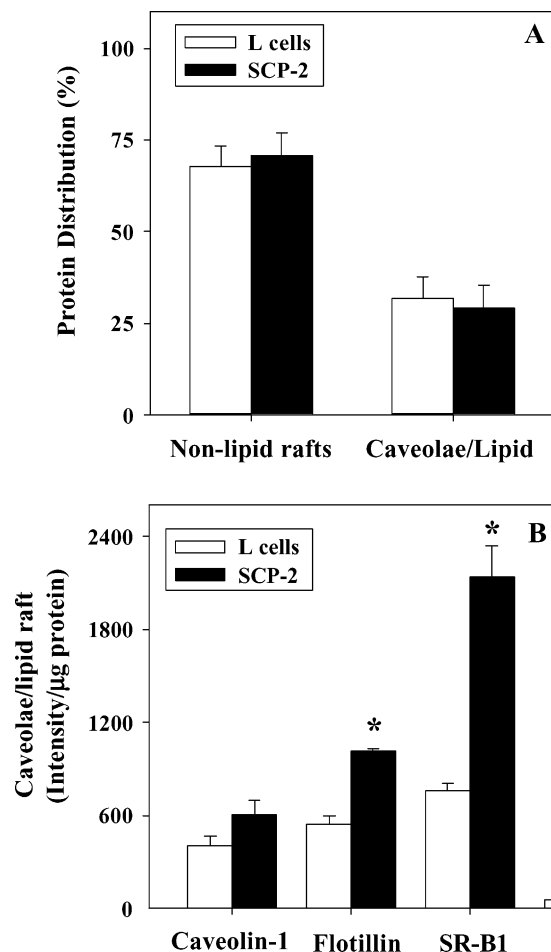 A
L cells
SCP-2
Protein Distribution (%)
100
75
50
25
0
Non-lipid rafts
Caveolae/Lipid
B
L cells
SCP-2
*
*
Caveolae/lipid raft
(Intensity/μg protein)
2400
1800
1200
600
0
Caveolin-1
Flotillin
SR-B1